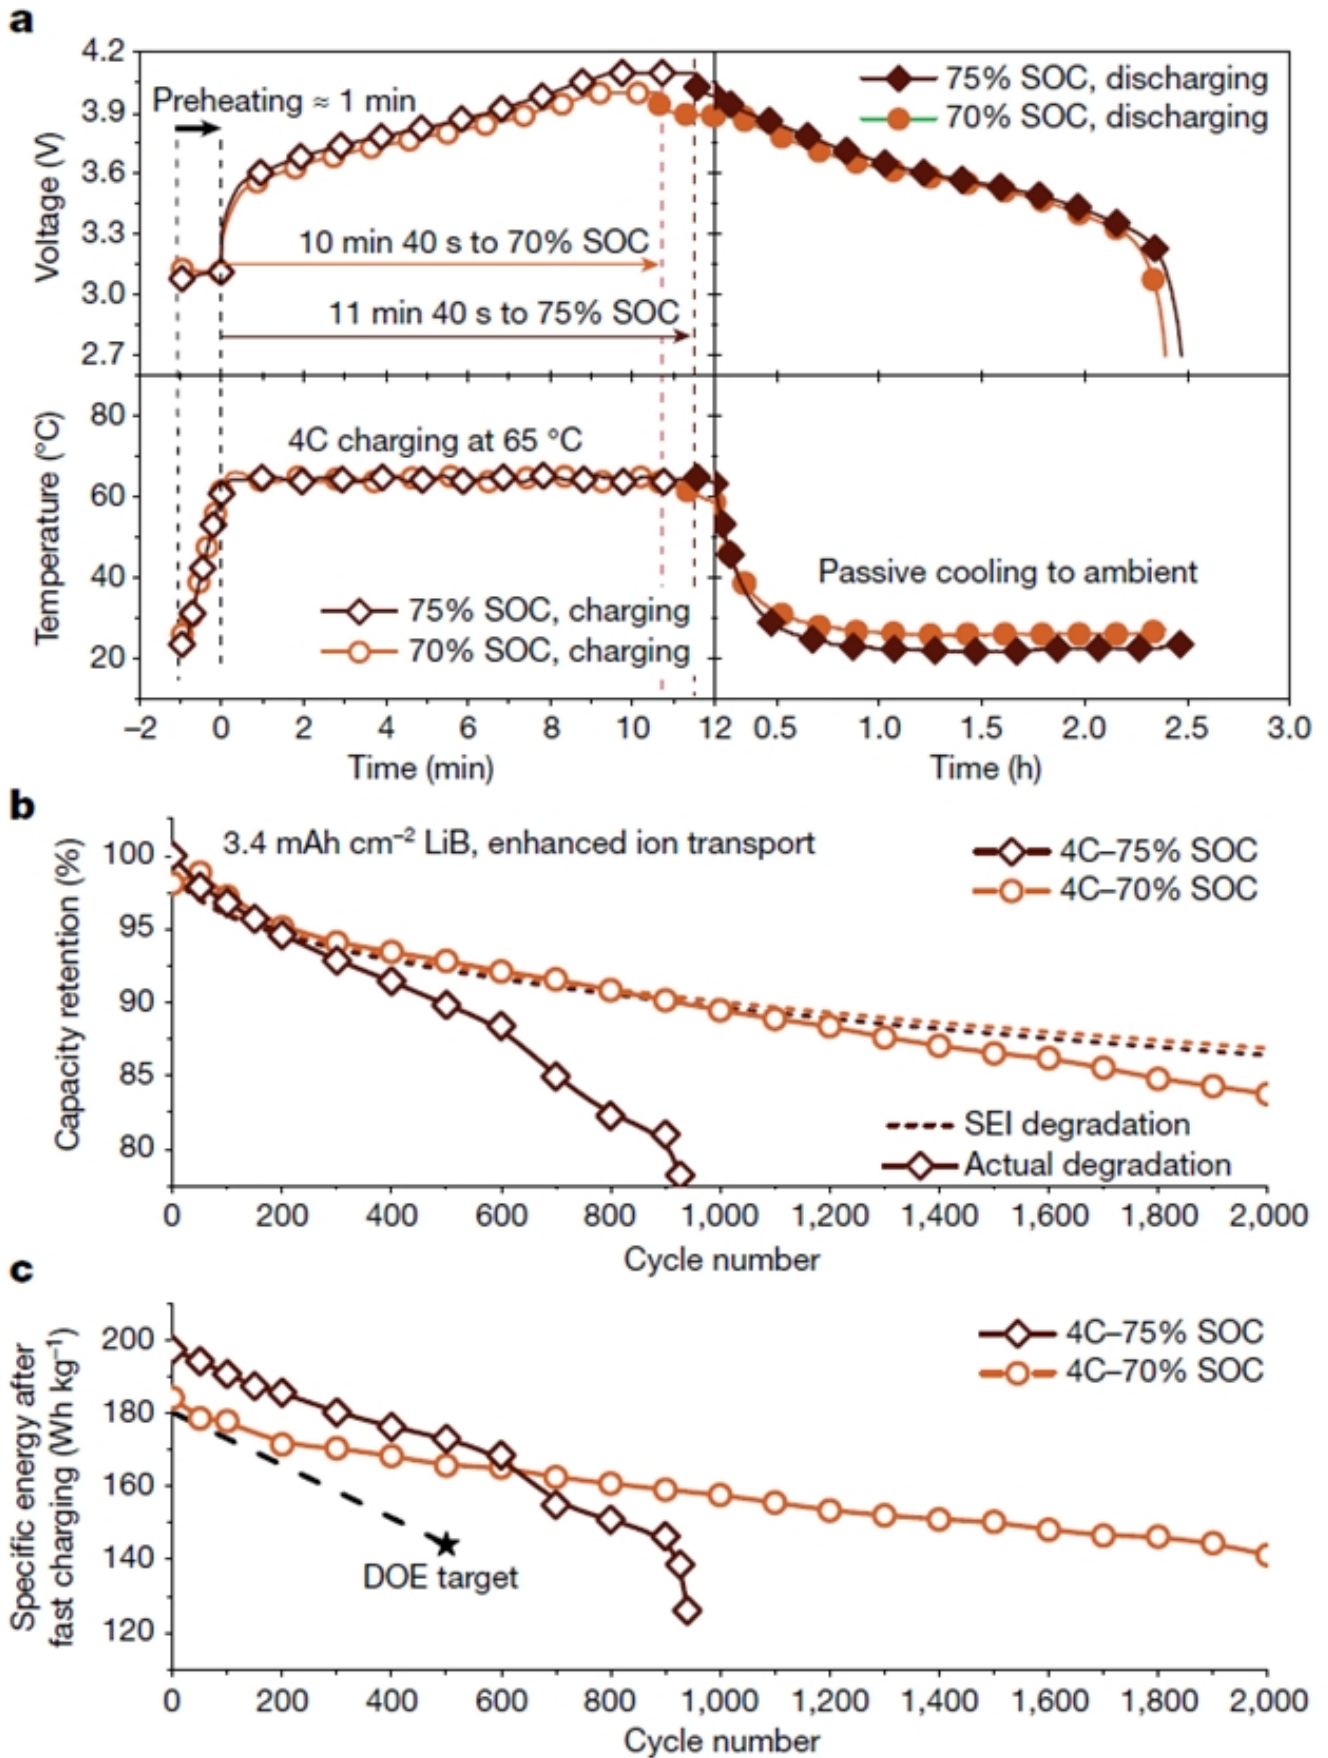 a
4.2
3.9
3.6
3.3
3.0
2.7
Voltage (V)
Preheating ≈ 1 min
10 min 40 s to 70% SOC
11 min 40 s to 75% SOC
75% SOC, discharging
70% SOC, discharging
80
60
40
20
Temperature (°C)
4C charging at 65 °C
75% SOC, charging
70% SOC, charging
Passive cooling to ambient
–2 0 2 4 6 8 10 12 0.5 1.0 1.5 2.0 2.5 3.0
Time (min) Time (h)
b
100
95
90
85
80
Capacity retention (%)
3.4 mAh cm⁻² LiB, enhanced ion transport
4C–75% SOC
4C–70% SOC
SEI degradation
Actual degradation
0 200 400 600 800 1,000 1,200 1,400 1,600 1,800 2,000
Cycle number
c
200
180
160
140
120
Specific energy after
fast charging (Wh kg⁻¹)
4C–75% SOC
4C–70% SOC
DOE target
0 200 400 600 800 1,000 1,200 1,400 1,600 1,800 2,000
Cycle number